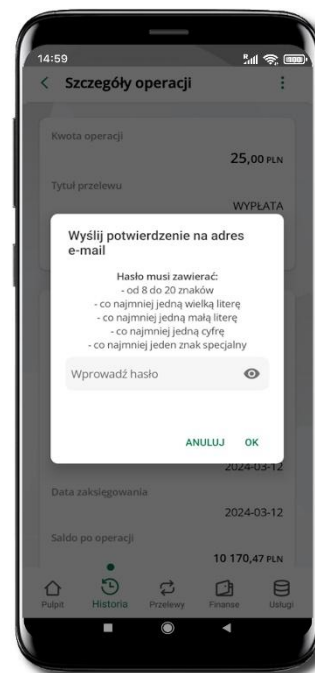 14:59
Szczegóły operacji
Kwota operacji
25,00 PLN
Tytuł przelewu
WYPŁATA
Wyślij potwierdzenie na adres
e-mail
Hasło musi zawierać:
- od 8 do 20 znaków
- co najmniej jedną wielką literę
- co najmniej jedną małą literę
- co najmniej jedną cyfrę
- co najmniej jeden znak specjalny
Wprowadź hasło
ANULUJ OK
2024-03-12
Data zaksięgowania
2024-03-12
Saldo po operacji
10 170,47 PLN
Pulpit Historia Przelewy Finanse Usługi